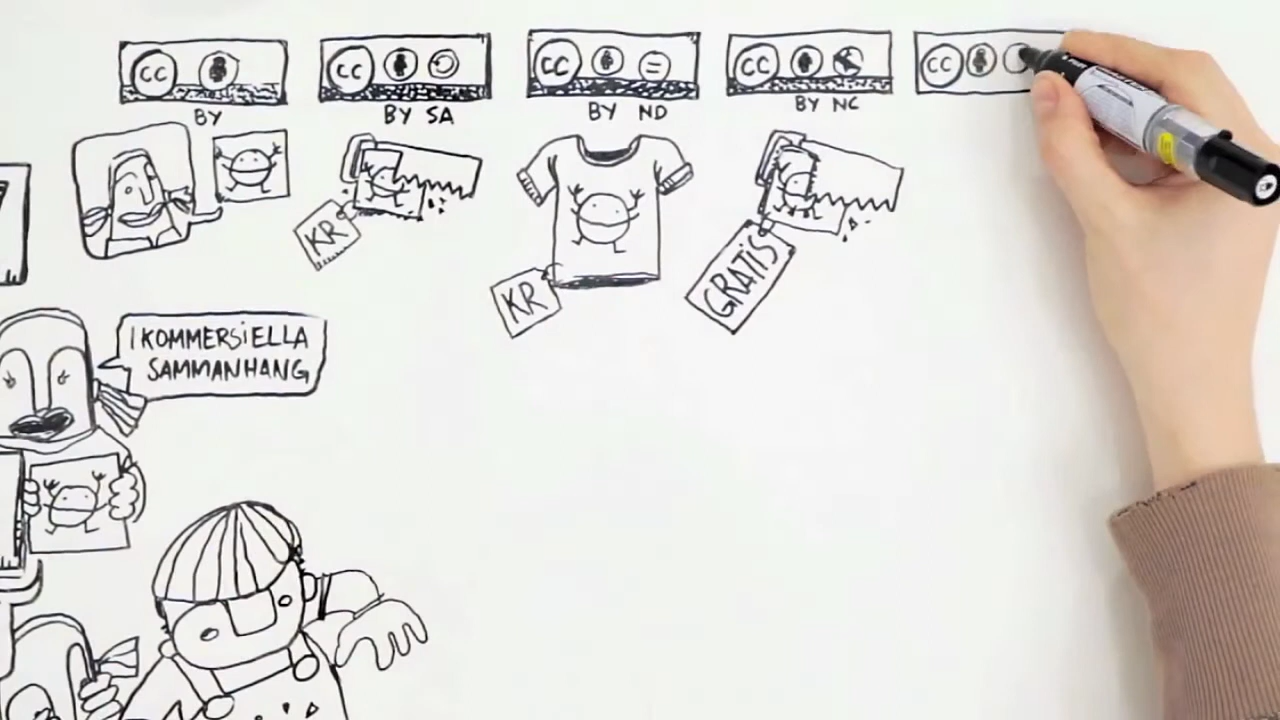 CC
CC
CC
CC
CC
BY
BY SA
BY ND
BY NC
KR
KR
GRATIS
I KOMMERSIELLA
SAMMANHANG